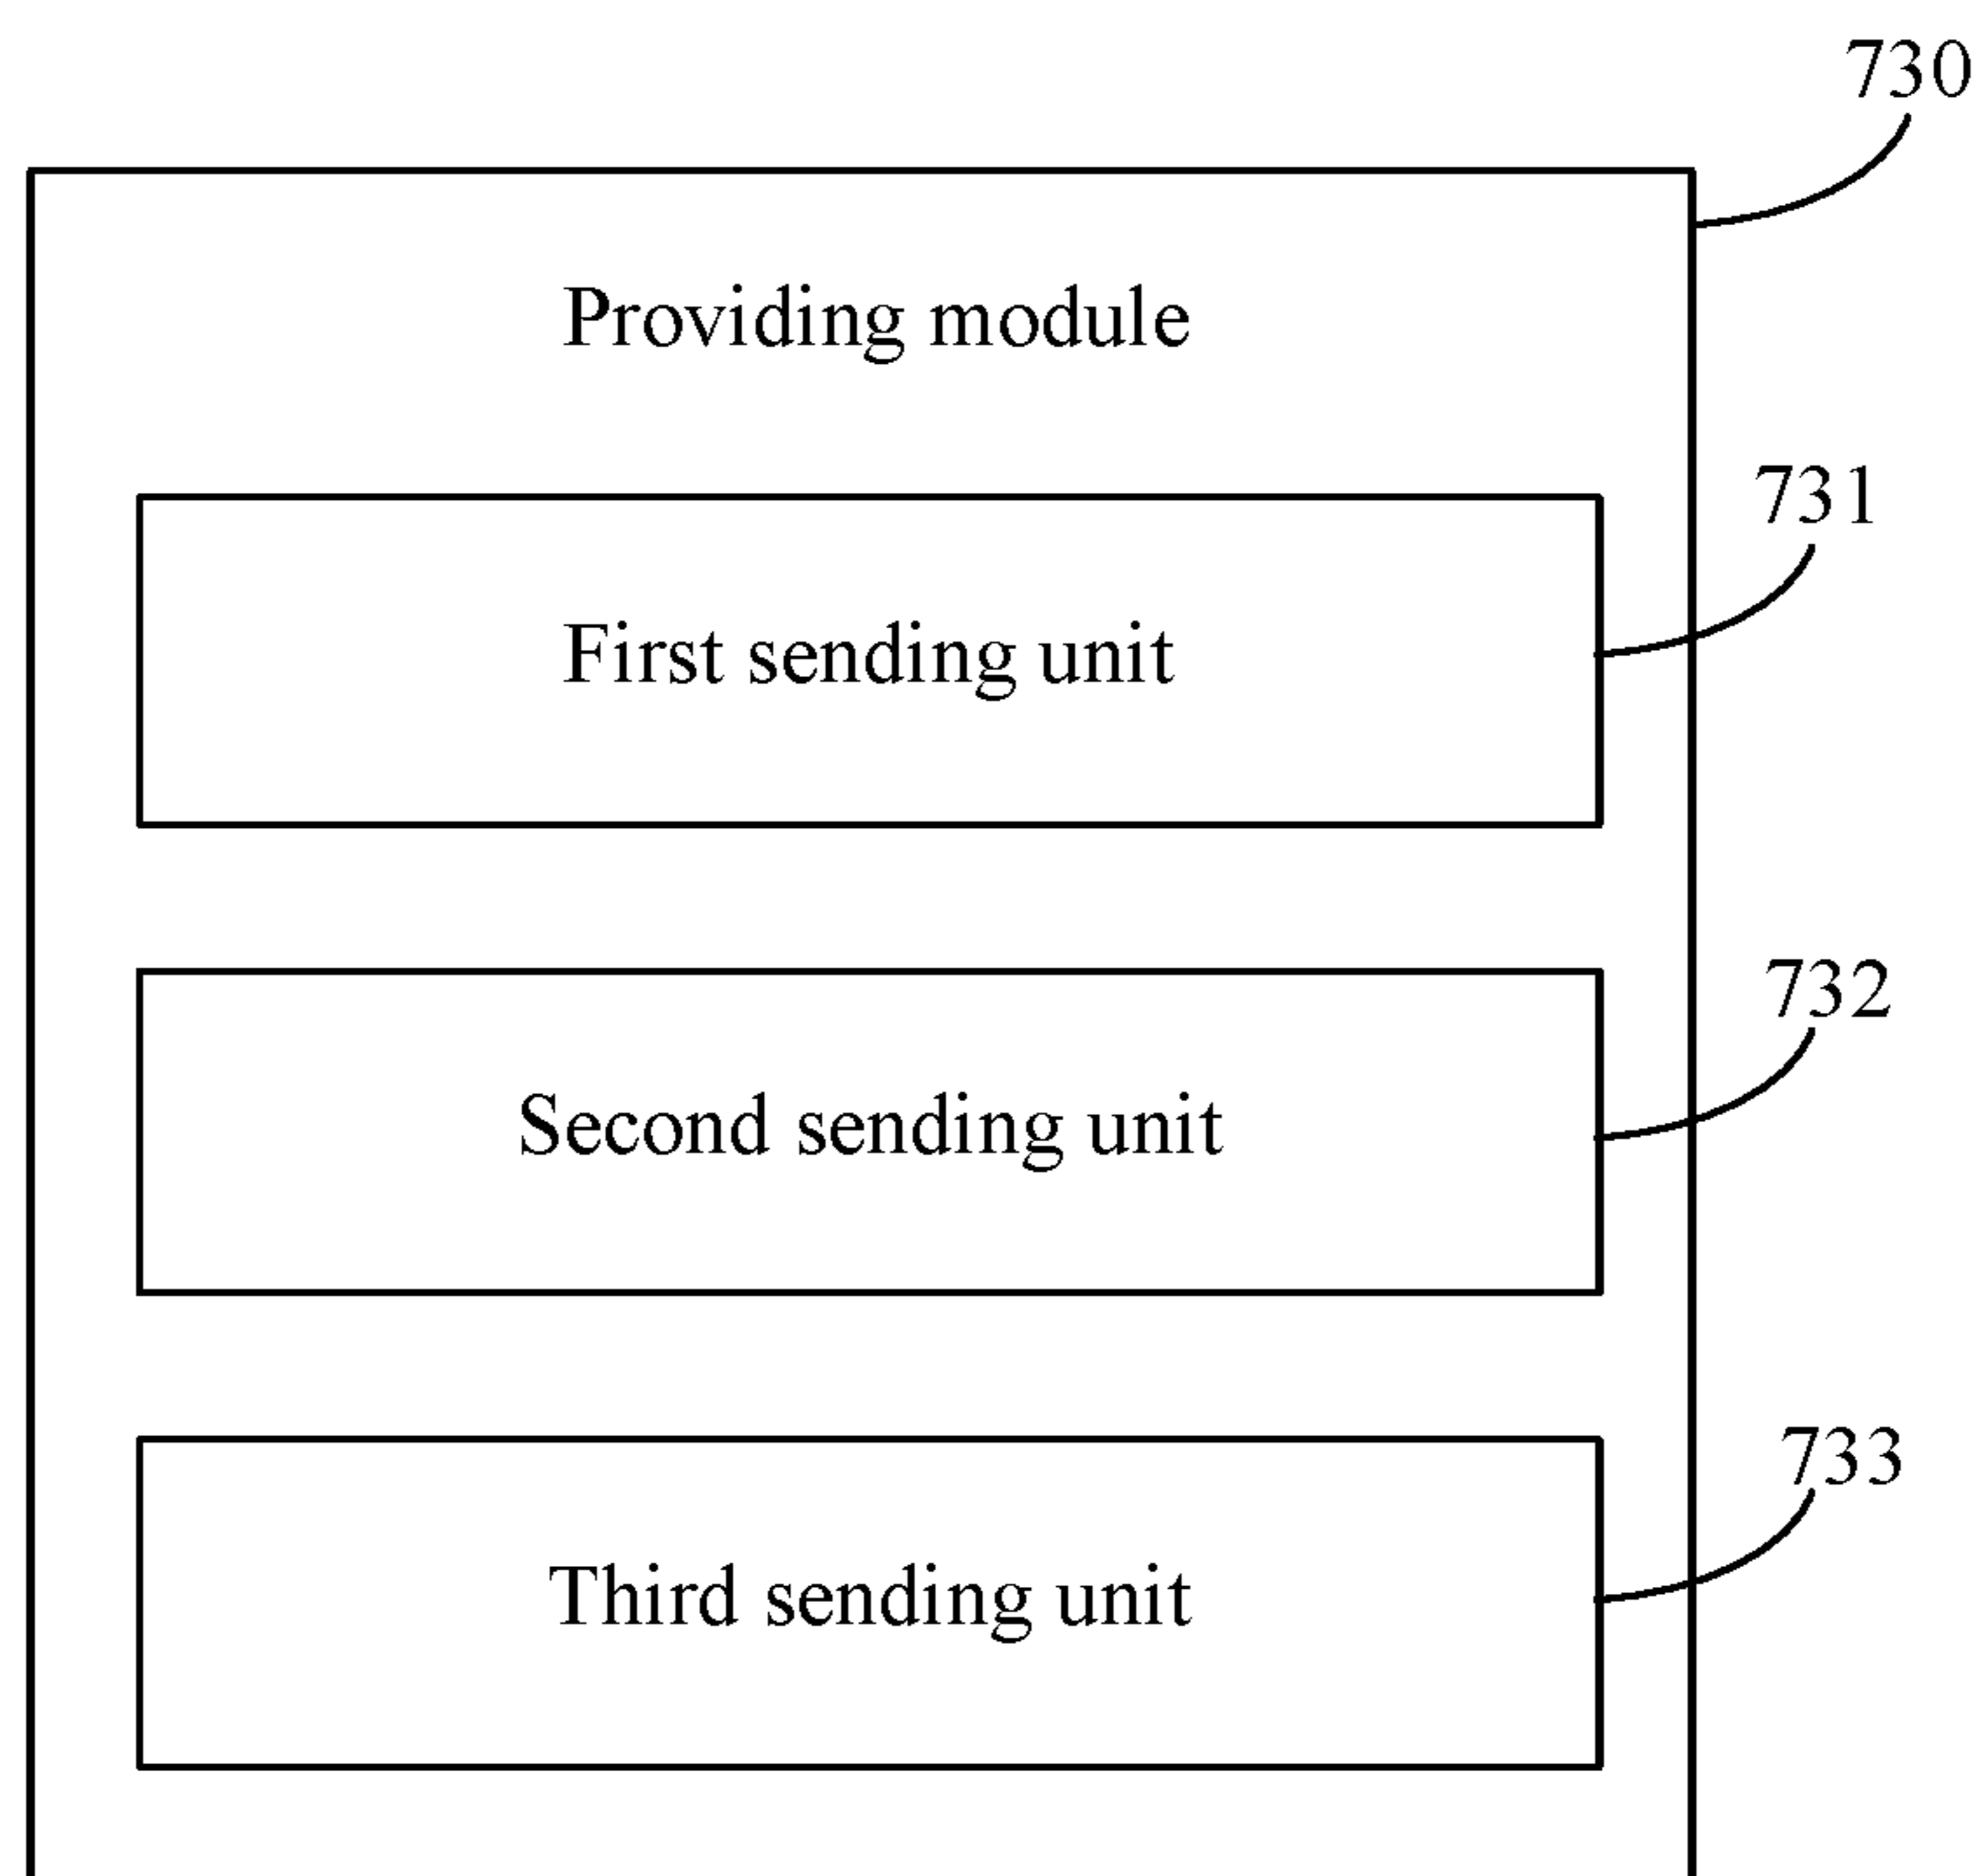 730
Providing module
731
First sending unit
732
Second sending unit
733
Third sending unit